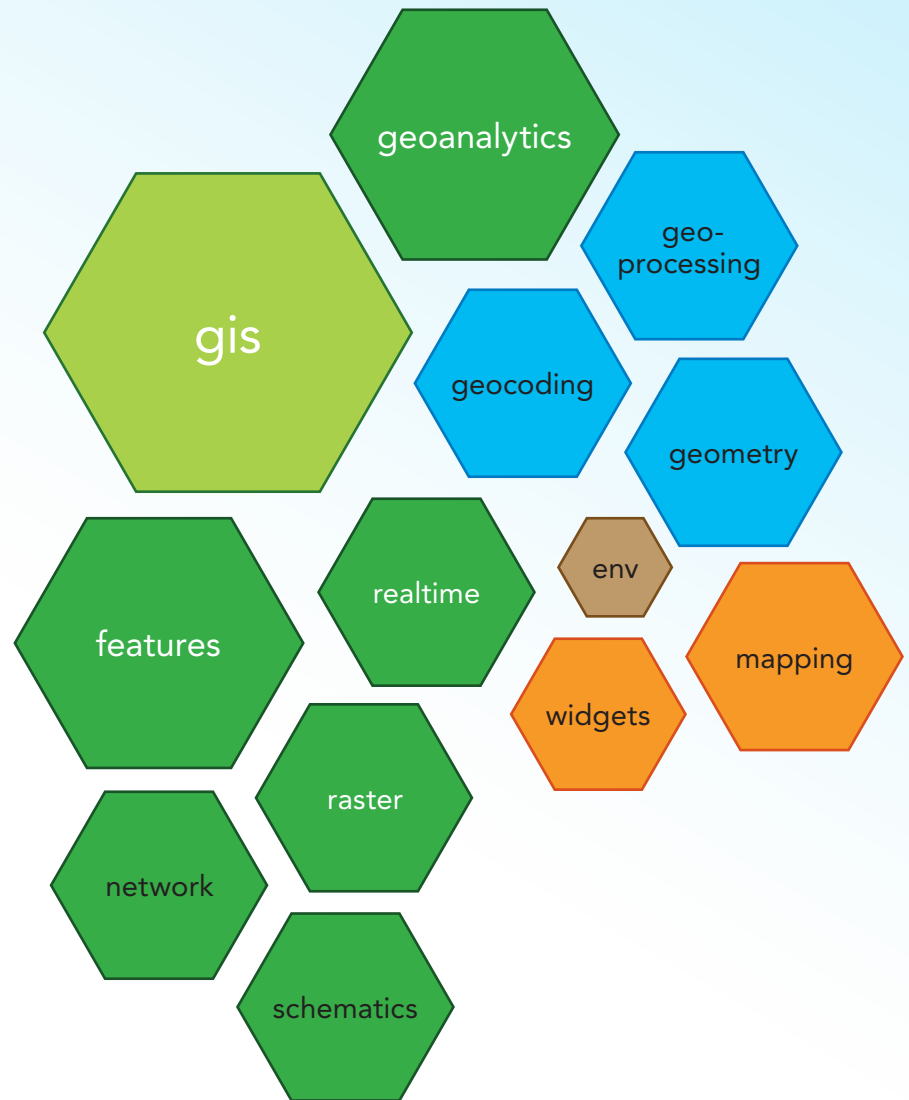 geoanalytics
geo-
processing
gis
geocoding
geometry
env
realtime
features
mapping
widgets
raster
network
schematics